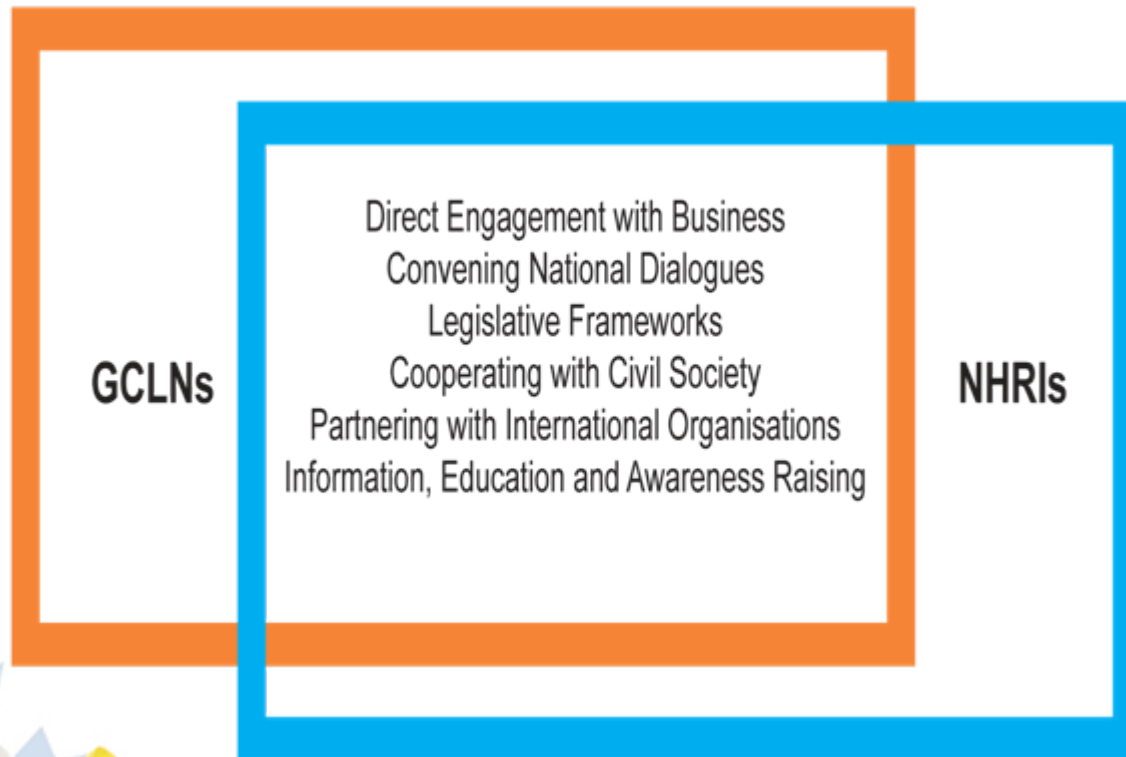 Direct Engagement with Business
Convening National Dialogues
Legislative Frameworks
GCLNs
Cooperating with Civil Society
NHRIs
Partnering with International Organisations
Information, Education and Awareness Raising